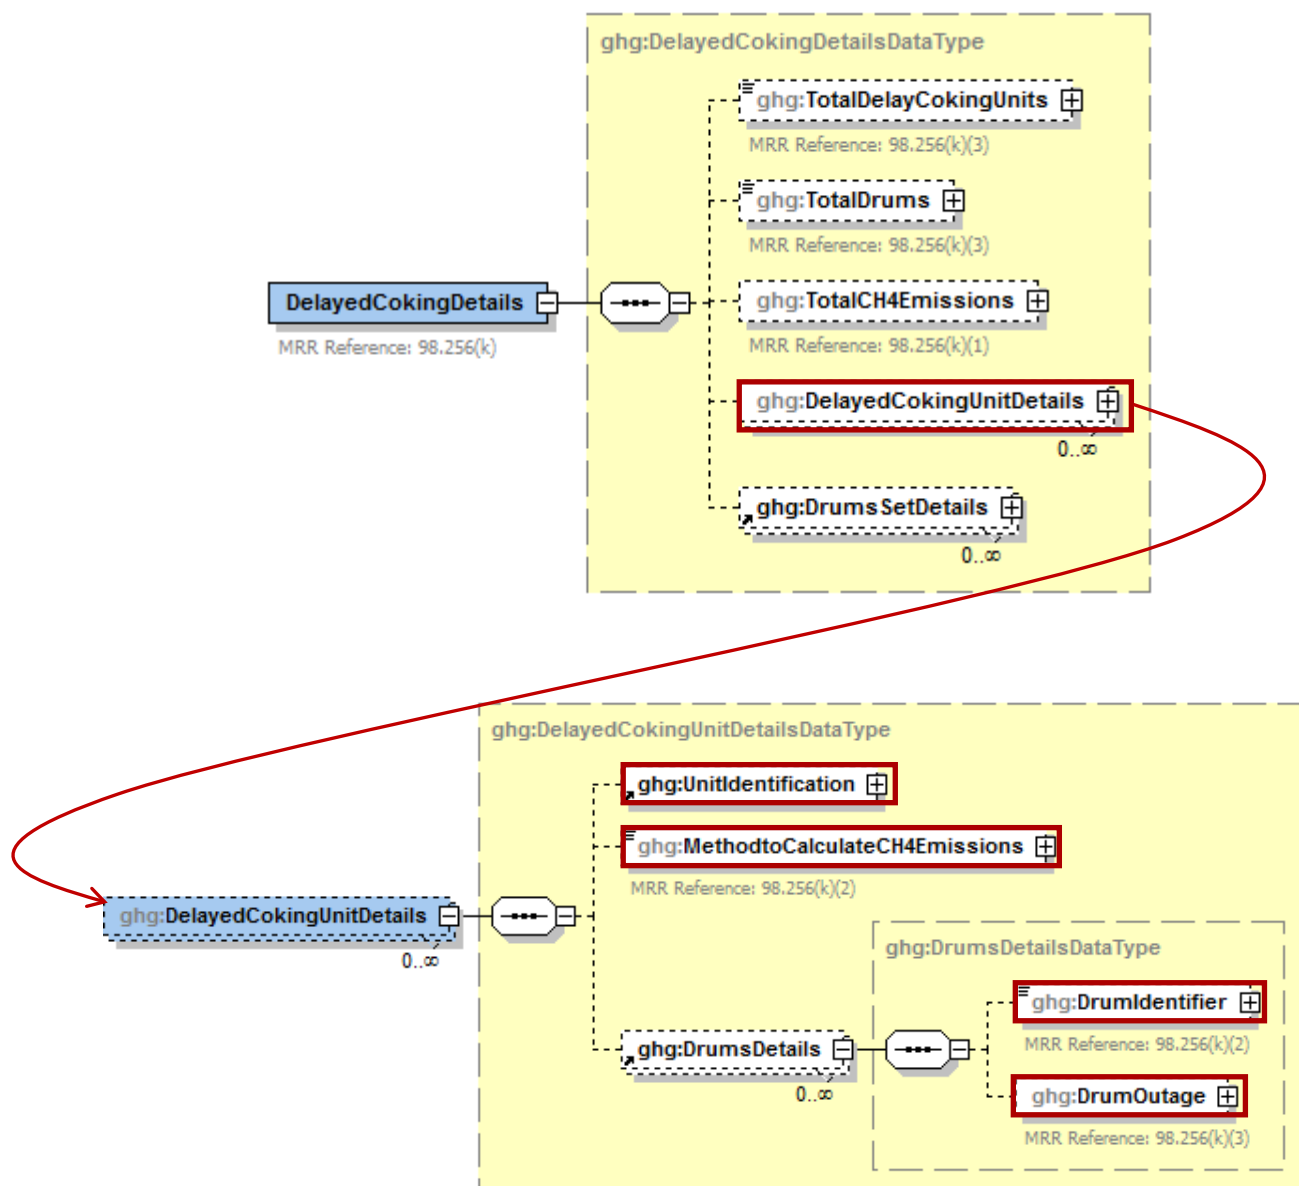 ghg:DelayedCokingDetailsDataType
ghg:TotalDelayCokingUnits
MRR Reference: 98.256(k)(3)
ghg:TotalDrums
MRR Reference: 98.256(k)(3)
DelayedCokingDetails
MRR Reference: 98.256(k)
ghg:TotalCH4Emissions
MRR Reference: 98.256(k)(1)
ghg:DelayedCokingUnitDetails
0..∞
ghg:DrumsSetDetails
0..∞
ghg:DelayedCokingUnitDetailsDataType
ghg:UnitIdentification
ghg:MethodtoCalculateCH4Emissions
MRR Reference: 98.256(k)(2)
ghg:DelayedCokingUnitDetails
0..∞
ghg:DrumsDetailsDataType
ghg:DrumIdentifier
MRR Reference: 98.256(k)(2)
ghg:DrumsDetails
0..∞
ghg:DrumOutage
MRR Reference: 98.256(k)(3)